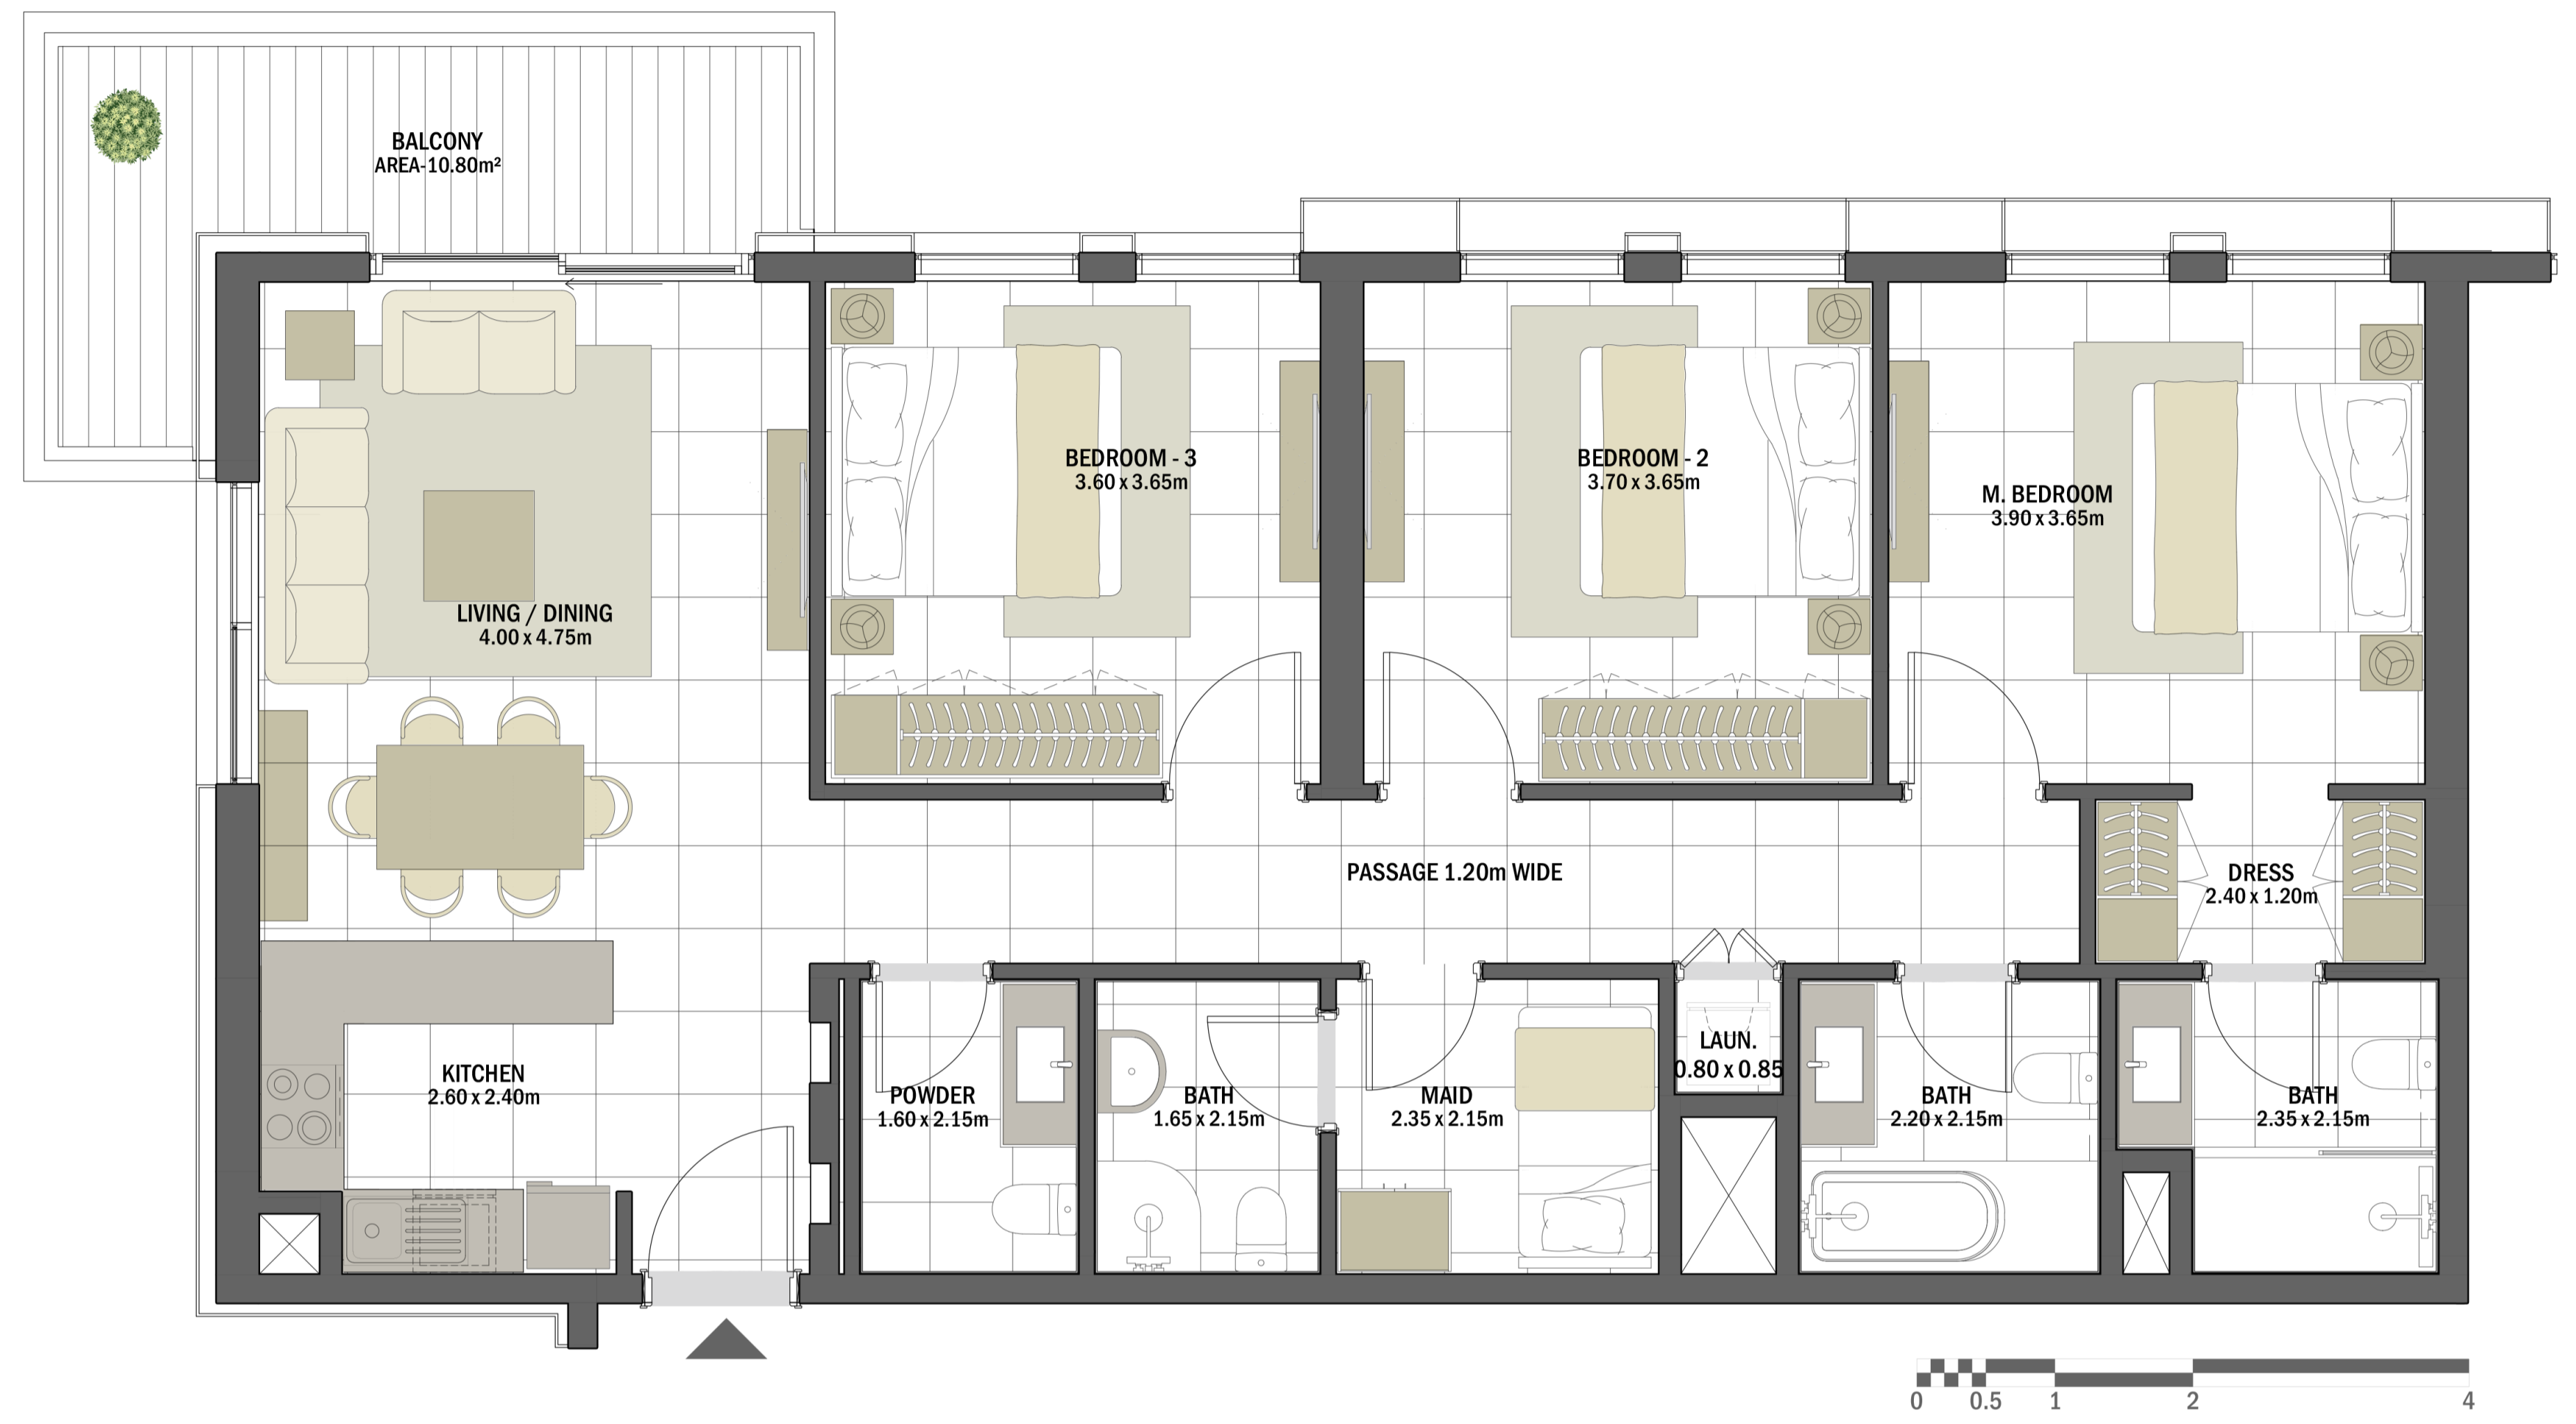 BALCONY
AREA-10.80m²
BEDROOM - 3
3.60 x 3.65m
BEDROOM - 2
3.70 x 3.65m
M. BEDROOM
3.90 x 3.65m
LIVING / DINING
4.00 x 4.75m
PASSAGE 1.20m WIDE
DRESS
2.40 x 1.20m
KITCHEN
2.60 x 2.40m
POWDER
1.60 x 2.15m
BATH
1.65 x 2.15m
MAID
2.35 x 2.15m
LAUN.
0.80 x 0.85
BATH
2.20 x 2.15m
BATH
2.35 x 2.15m
0 0.5 1 2 4